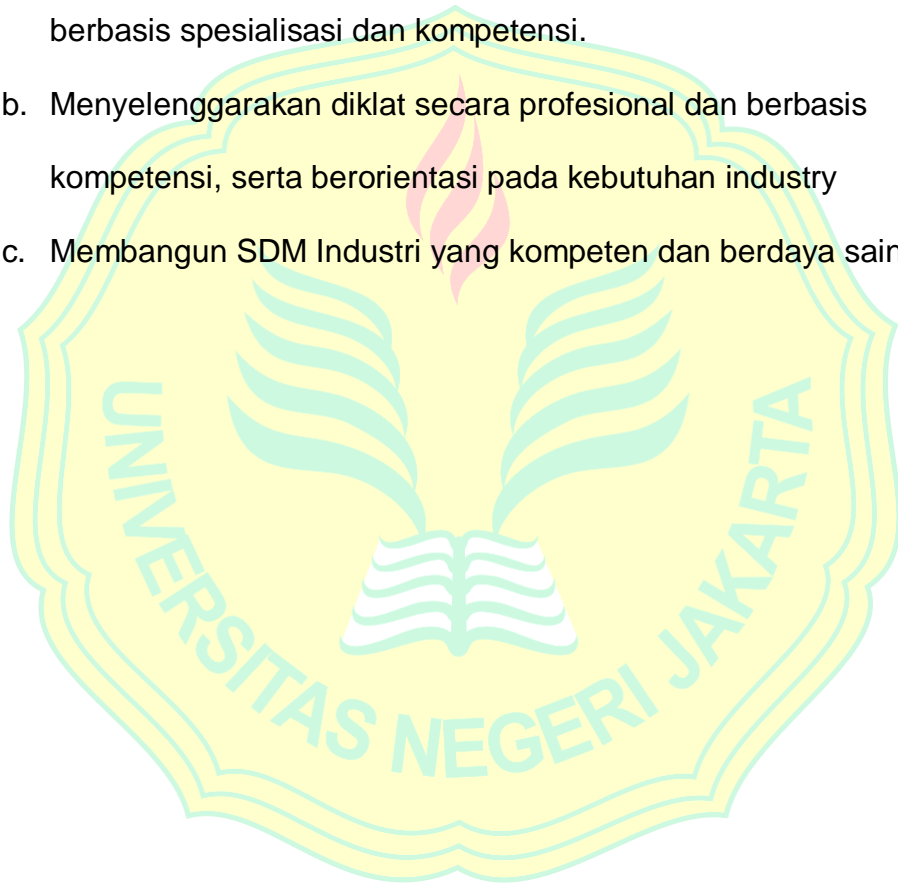 berbasis spesialisasi dan kompetensi.
b. Menyelenggarakan diklat secara profesional dan berbasis
kompetensi, serta berorientasi pada kebutuhan industry
c. Membangun SDM Industri yang kompeten dan berdaya sain
UNIVERSITAS NEGERI JAKARTA